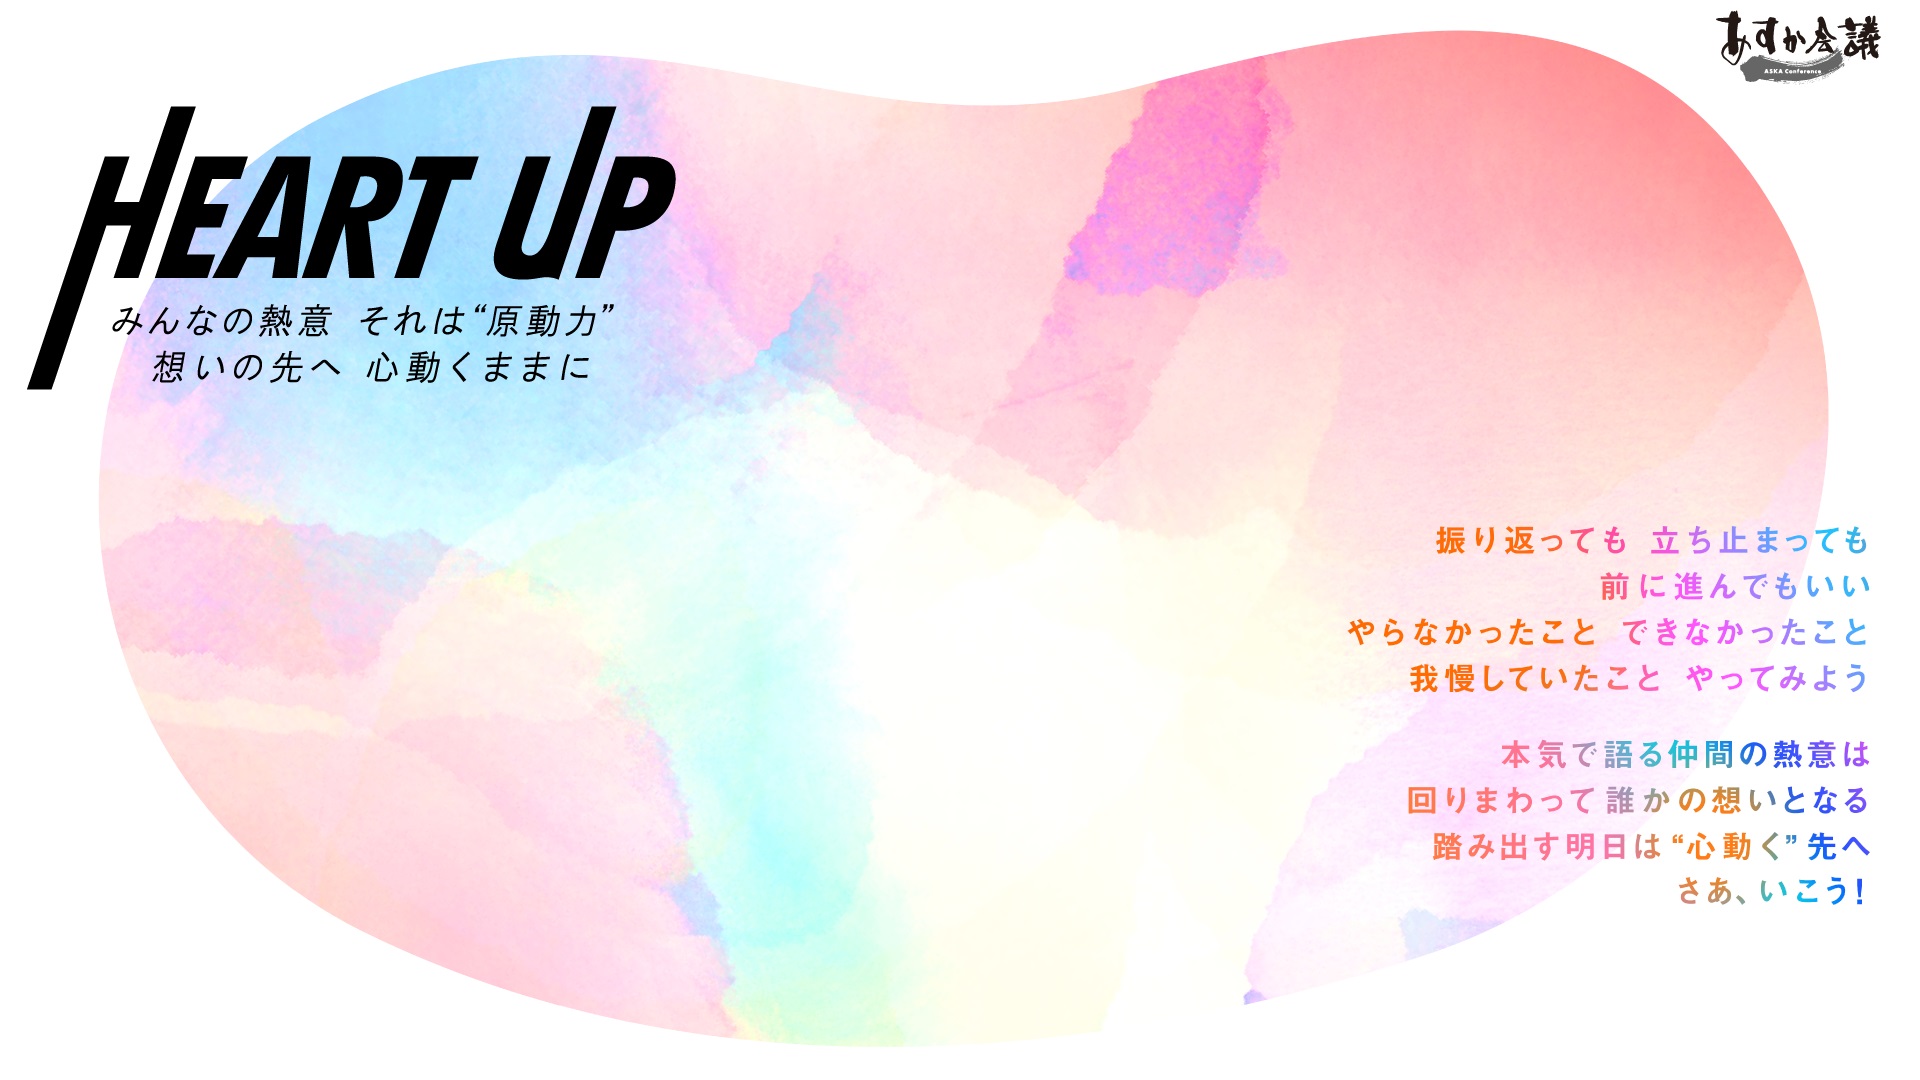 HEART UP
みんなの熱意 それは“原動力”
想いの先へ 心動くままに
あすか会議
ASKA Conference
振り返っても 立ち止まっても
前に進んでもいい
やらなかったこと できなかったこと
我慢していたこと やってみよう
本気で語る仲間の熱意は
回りまわって誰かの想いとなる
踏み出す明日は“心動く”先へ
さあ、いこう!